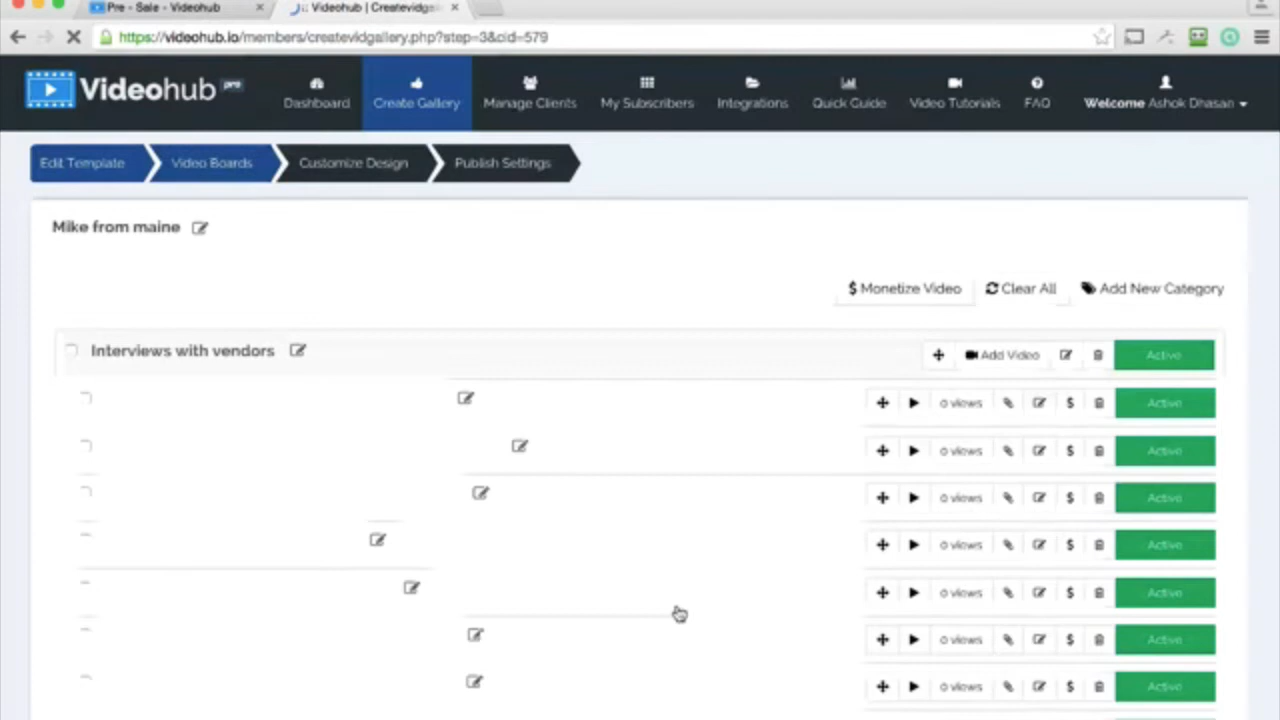 Pre - Sale - Videohub
:: Videohub | Createvidgal
https://videohub.io/members/createvidgallery.php?step=3&cid=579
Videohub pro
Dashboard
Create Gallery
Manage Clients
My Subscribers
Integrations
Quick Guide
Video Tutorials
FAQ
Welcome Ashok Dhasan
Edit Template
Video Boards
Customize Design
Publish Settings
Mike from maine
$ Monetize Video
Clear All
Add New Category
Interviews with vendors
Add Video
Active
0 views $ Active
0 views $ Active
0 views $ Active
0 views $ Active
0 views $ Active
0 views $ Active
0 views $ Active